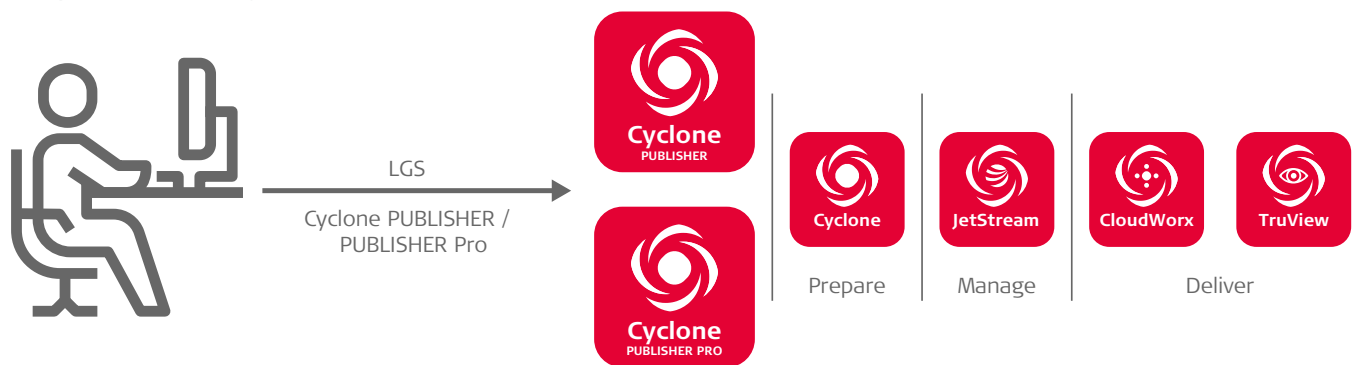 LGS
Cyclone PUBLISHER /
PUBLISHER Pro
Cyclone
PUBLISHER
Cyclone
PUBLISHER PRO
Cyclone
Prepare
JetStream
Manage
CloudWorx
TruView
Deliver